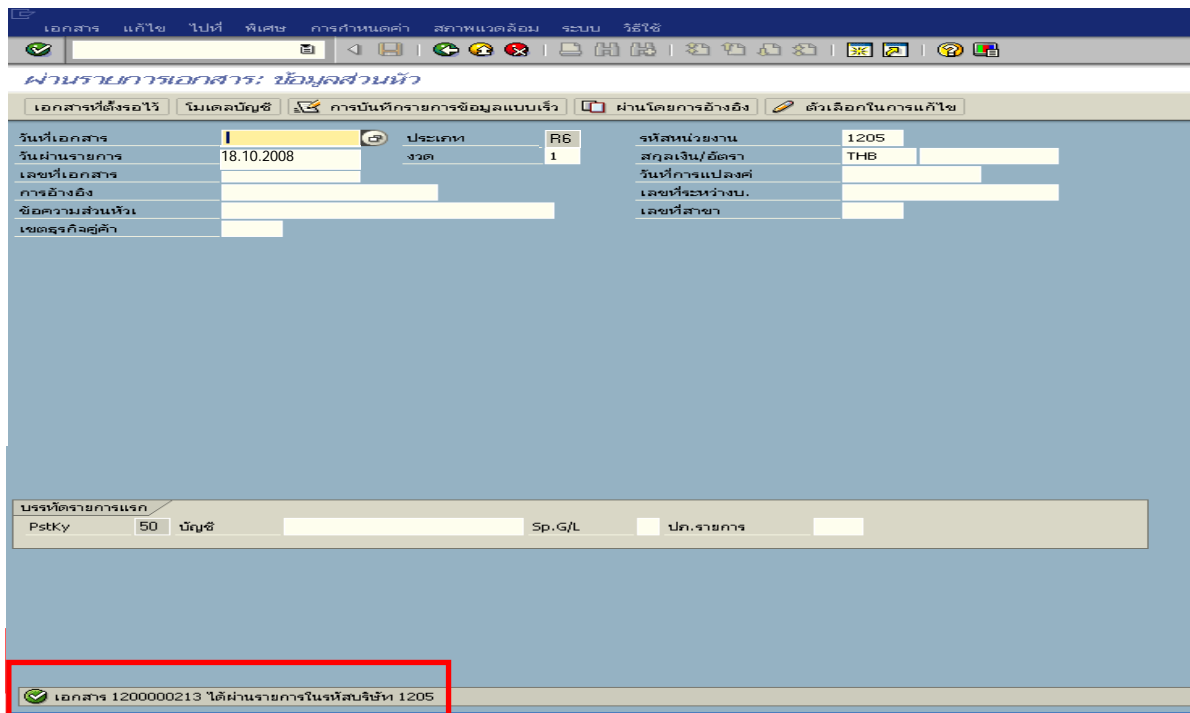 เอกสาร แก้ไข ไปที่ พิเศษ การกำหนดค่า สภาพแวดล้อม ระบบ วิธีใช้
ผ่านรายการเอกสาร: ข้อมูลส่วนหัว
เอกสารที่ตั้งรอไว้ โมเดลบัญชี การบันทึกรายการข้อมูลแบบเร็ว ผ่านโดยการอ้างอิง ตัวเลือกในการแก้ไข
วันที่เอกสาร ประเภท R6 รหัสหน่วยงาน 1205
วันผ่านรายการ 18.10.2008 งวด 1 สกุลเงิน/อัตรา THB
เลขที่เอกสาร วันที่การแปลงค่
การอ้างอิง เลขที่ระหว่างบ.
ข้อความส่วนหัวเ เลขที่สาขา
เขตธุรกิจคู่ค้า
บรรทัดรายการแรก
PstKy 50 บัญชี Sp.G/L ปภ.รายการ
เอกสาร 1200000213 ได้ผ่านรายการในรหัสบริษัท 1205